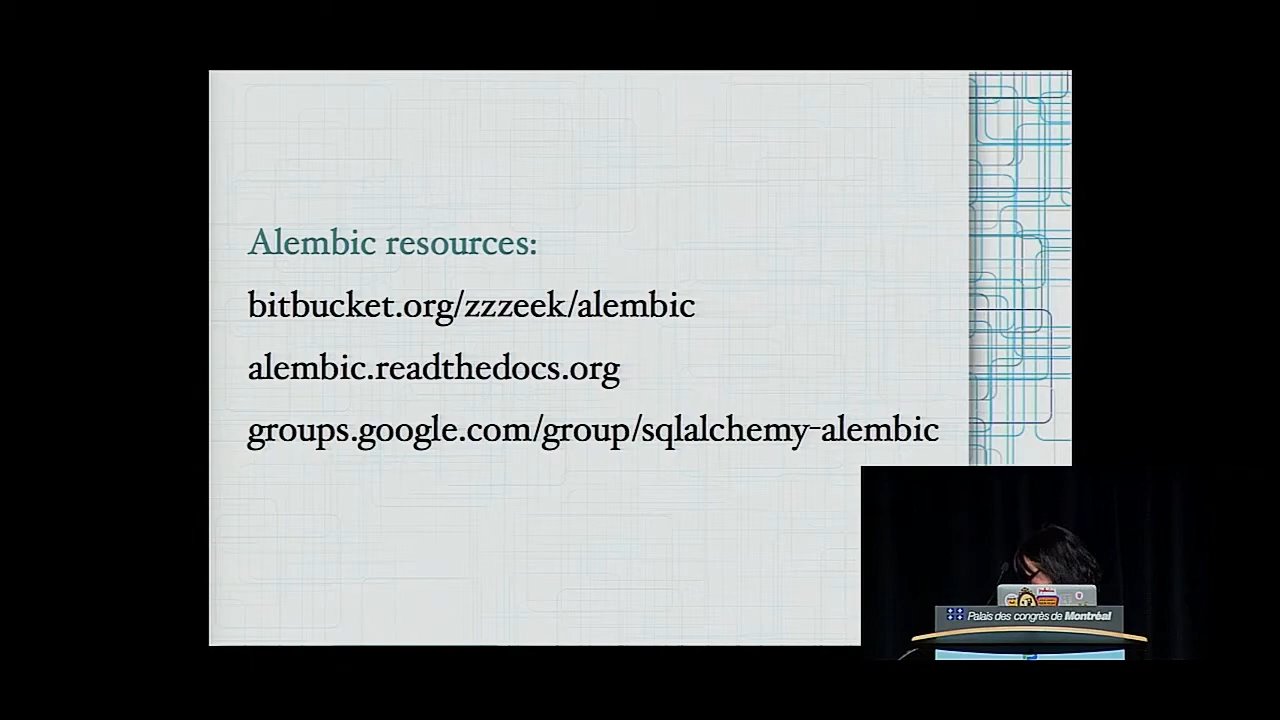 Alembic resources:
bitbucket.org/zzzeek/alembic
alembic.readthedocs.org
groups.google.com/group/sqlalchemy-alembic
Palais des congrès de Montréal